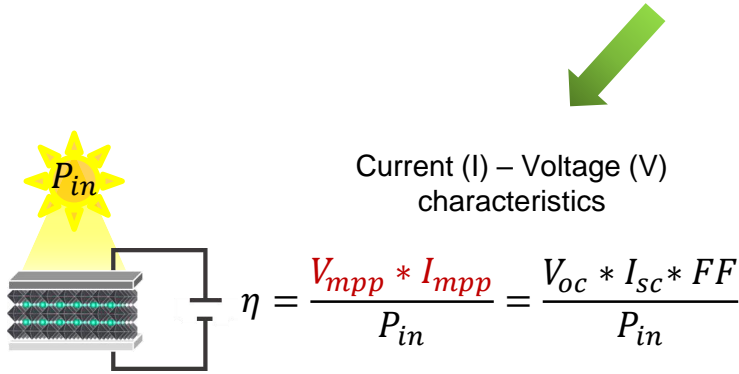 P_in
Current (I) – Voltage (V)
characteristics
η = V_mpp * I_mpp / P_in = V_oc * I_sc * FF / P_in